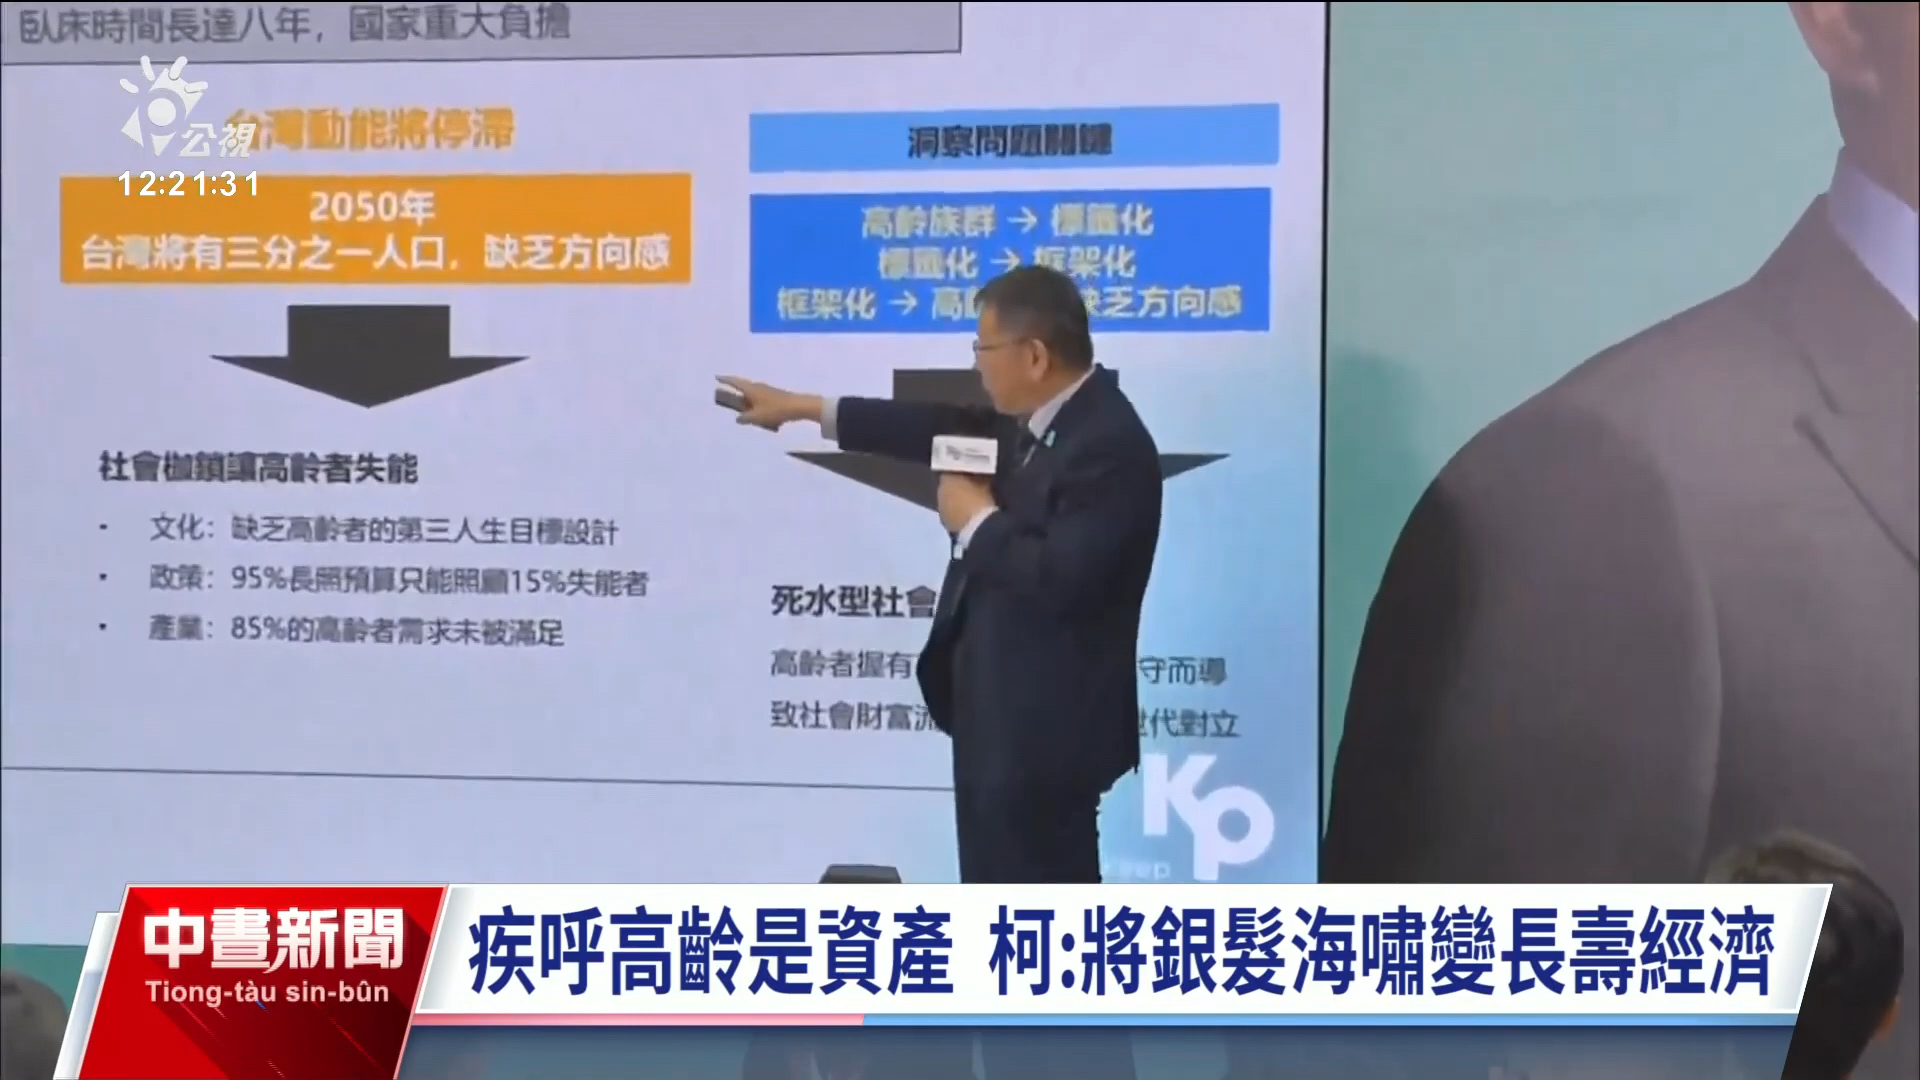 臥床時間長達八年，國家重大負擔
公視
12:21:31
台灣動能將停滯
2050年
台灣將有三分之一人口，缺乏方向感
社會枷鎖讓高齡者失能
• 文化：缺乏高齡者的第三人生目標設計
• 政策：95%長照預算只能照顧15%失能者
• 產業：85%的高齡者需求未被滿足
洞察問題關鍵
高齡族群 → 標籤化
標籤化 → 框架化
框架化 → 高齡 缺乏方向感
死水型社會
高齡者握有 守而導
致社會財富流 世代對立
KP
中晝新聞
Tiong-tàu sin-bûn
疾呼高齡是資產 柯:將銀髮海嘯變長壽經濟